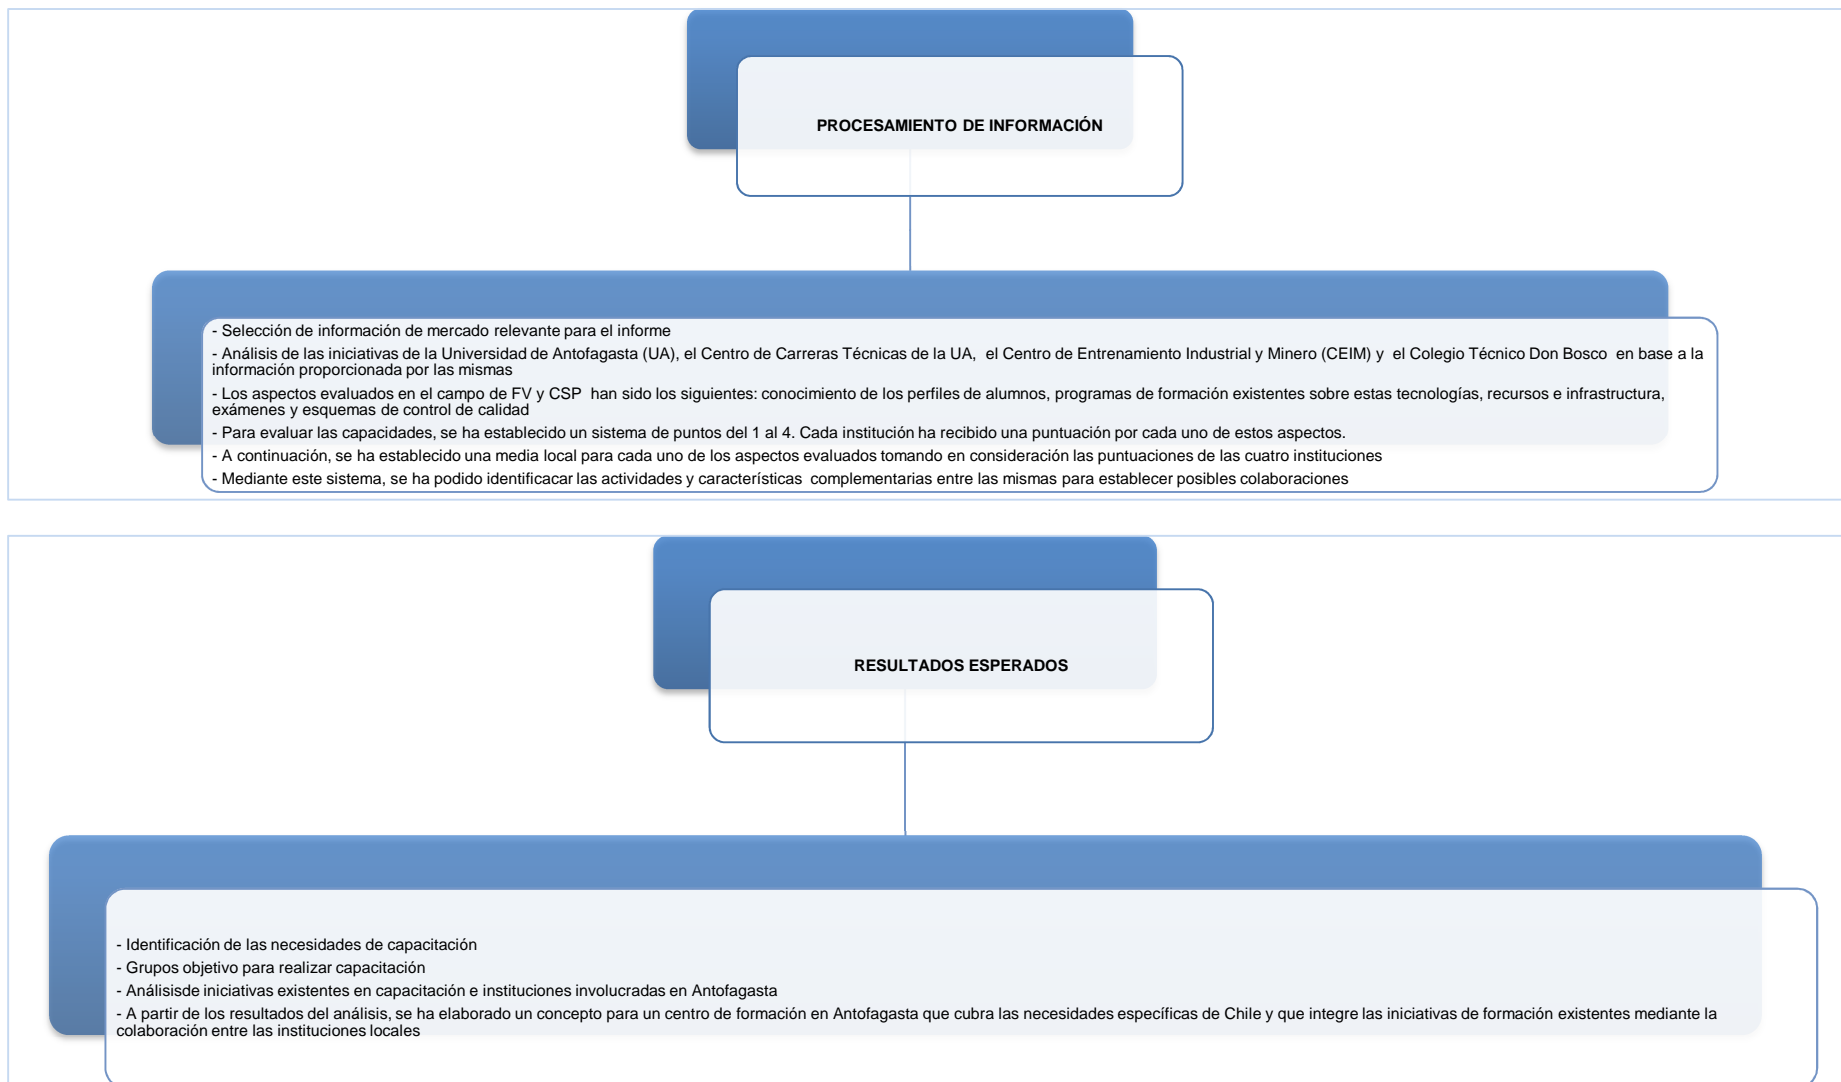 PROCESAMIENTO DE INFORMACIÓN
- Selección de información de mercado relevante para el informe
- Análisis de las iniciativas de la Universidad de Antofagasta (UA), el Centro de Carreras Técnicas de la UA,  el Centro de Entrenamiento Industrial y Minero (CEIM) y  el Colegio Técnico Don Bosco  en base a la
información proporcionada por las mismas
- Los aspectos evaluados en el campo de FV y CSP  han sido los siguientes: conocimiento de los perfiles de alumnos, programas de formación existentes sobre estas tecnologías, recursos e infrastructura,
exámenes y esquemas de control de calidad
- Para evaluar las capacidades, se ha establecido un sistema de puntos del 1 al 4. Cada institución ha recibido una puntuación por cada uno de estos aspectos.
- A continuación, se ha establecido una media local para cada uno de los aspectos evaluados tomando en consideración las puntuaciones de las cuatro instituciones
- Mediante este sistema, se ha podido identificacar las actividades y características  complementarias entre las mismas para establecer posibles colaboraciones
RESULTADOS ESPERADOS
- Identificación de las necesidades de capacitación
- Grupos objetivo para realizar capacitación
- Análisisde iniciativas existentes en capacitación e instituciones involucradas en Antofagasta
- A partir de los resultados del análisis, se ha elaborado un concepto para un centro de formación en Antofagasta que cubra las necesidades específicas de Chile y que integre las iniciativas de formación existentes mediante la
colaboración entre las instituciones locales